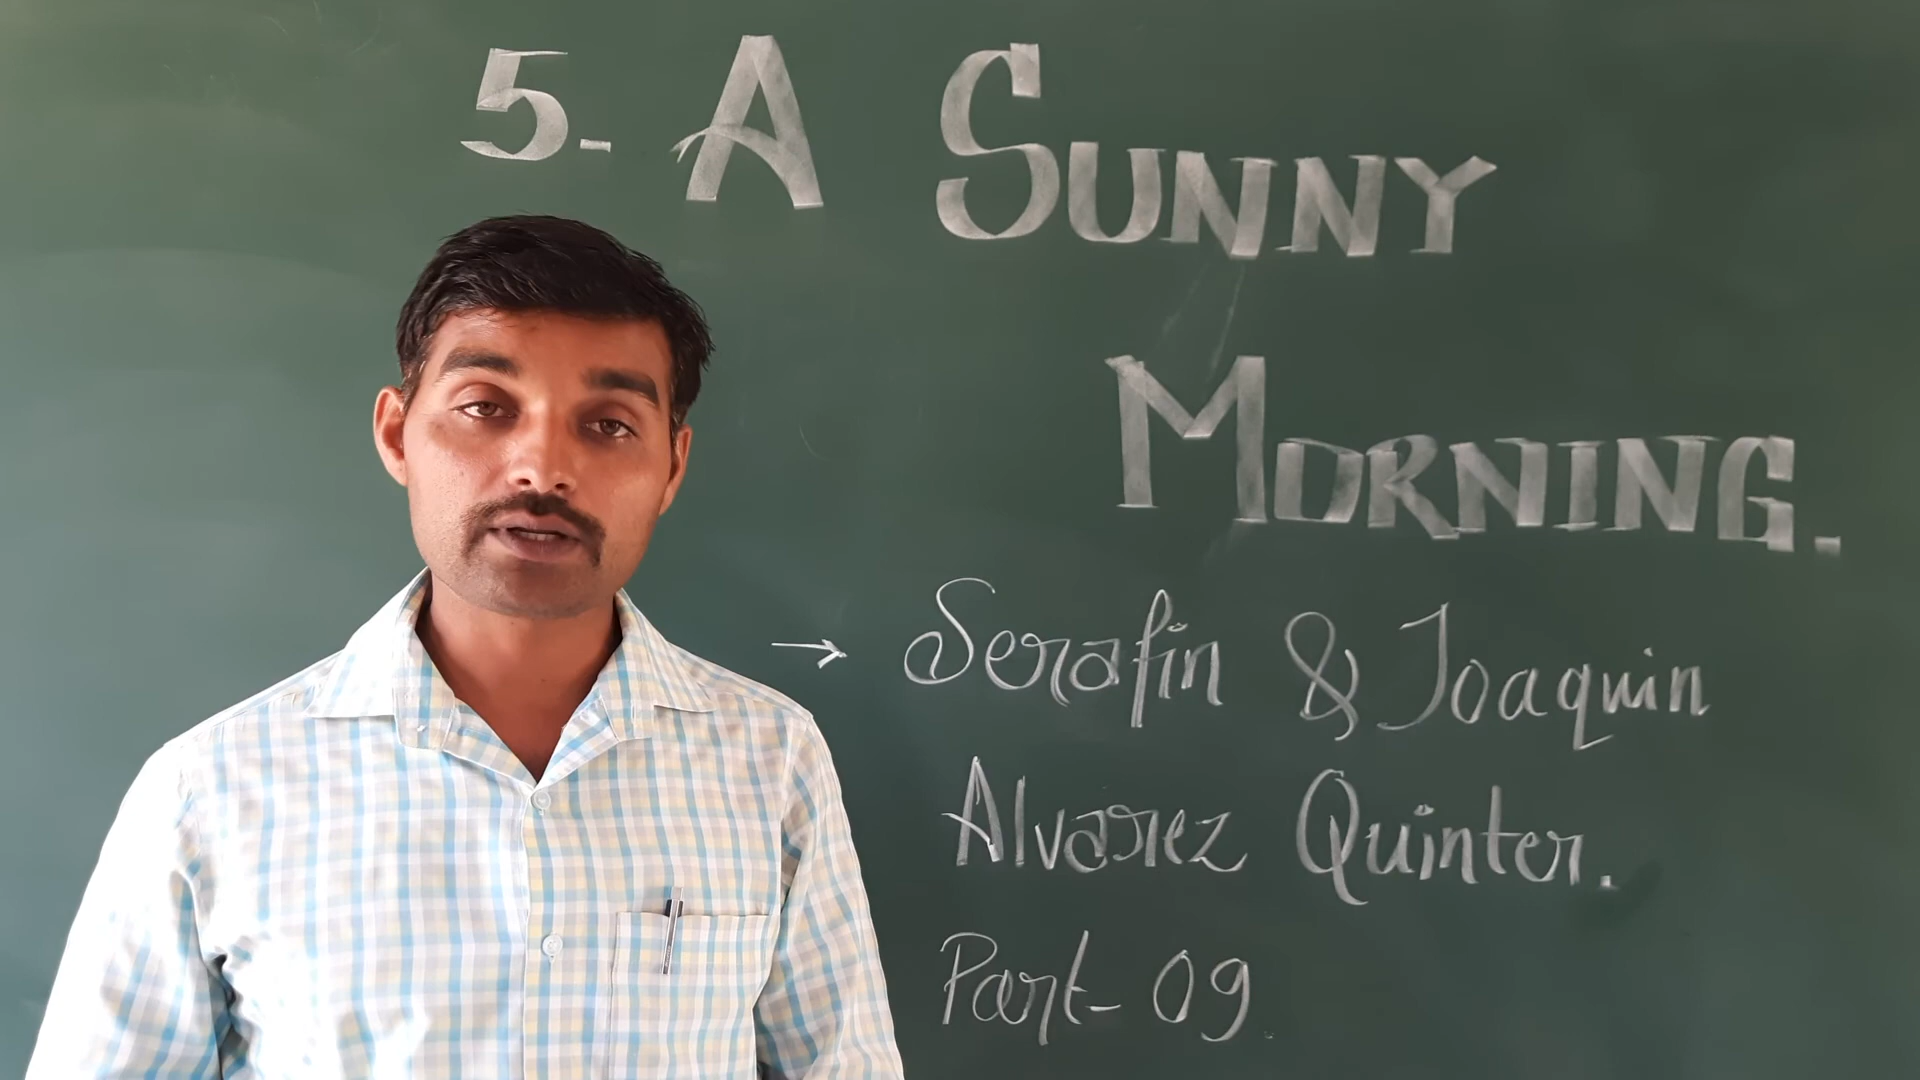 5- A SUNNY
MORNING.
→ Serafin & Joaquin
Alvarez Quinter.
Part- 09